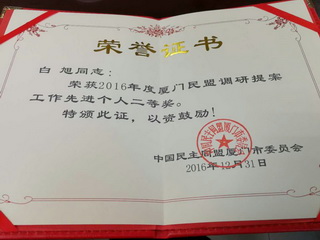 荣誉证书
白旭同志：
荣获2016年度厦门民盟调研提案
工作先进个人二等奖。
特颁此证，以资鼓励！
中国民主同盟厦门市委员会
2016年12月31日